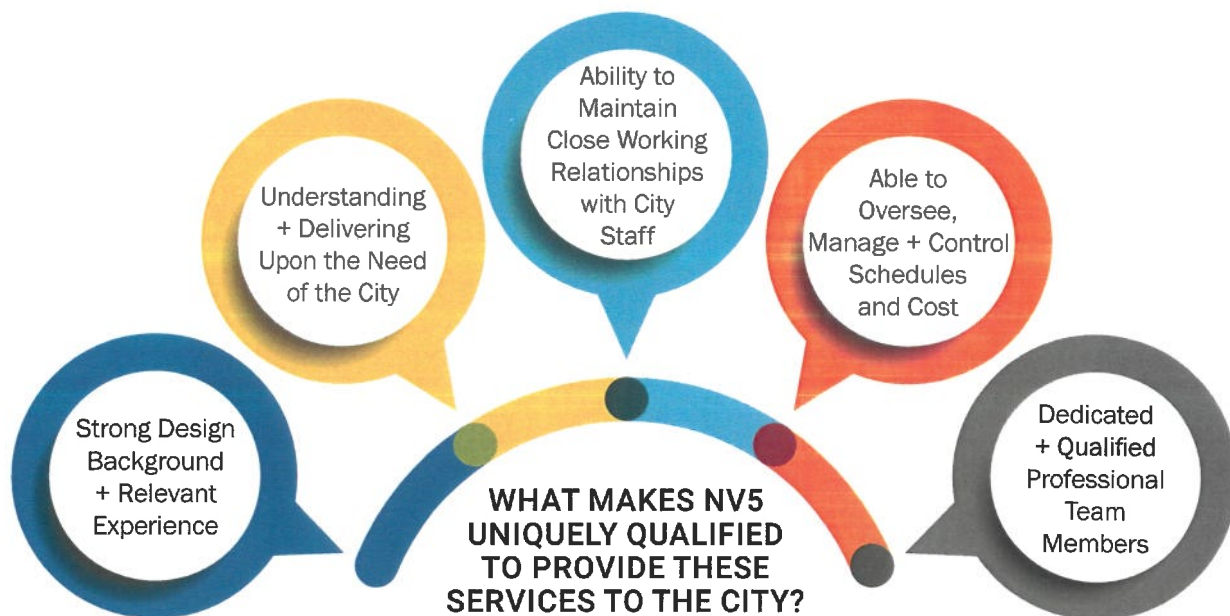 Strong Design
Background
+ Relevant
Experience
Understanding
+ Delivering
Upon the Need
of the City
Ability to
Maintain
Close Working
Relationships
with City
Staff
Able to
Oversee,
Manage + Control
Schedules
and Cost
Dedicated
+ Qualified
Professional
Team
Members
WHAT MAKES NV5
UNIQUELY QUALIFIED
TO PROVIDE THESE
SERVICES TO THE CITY?